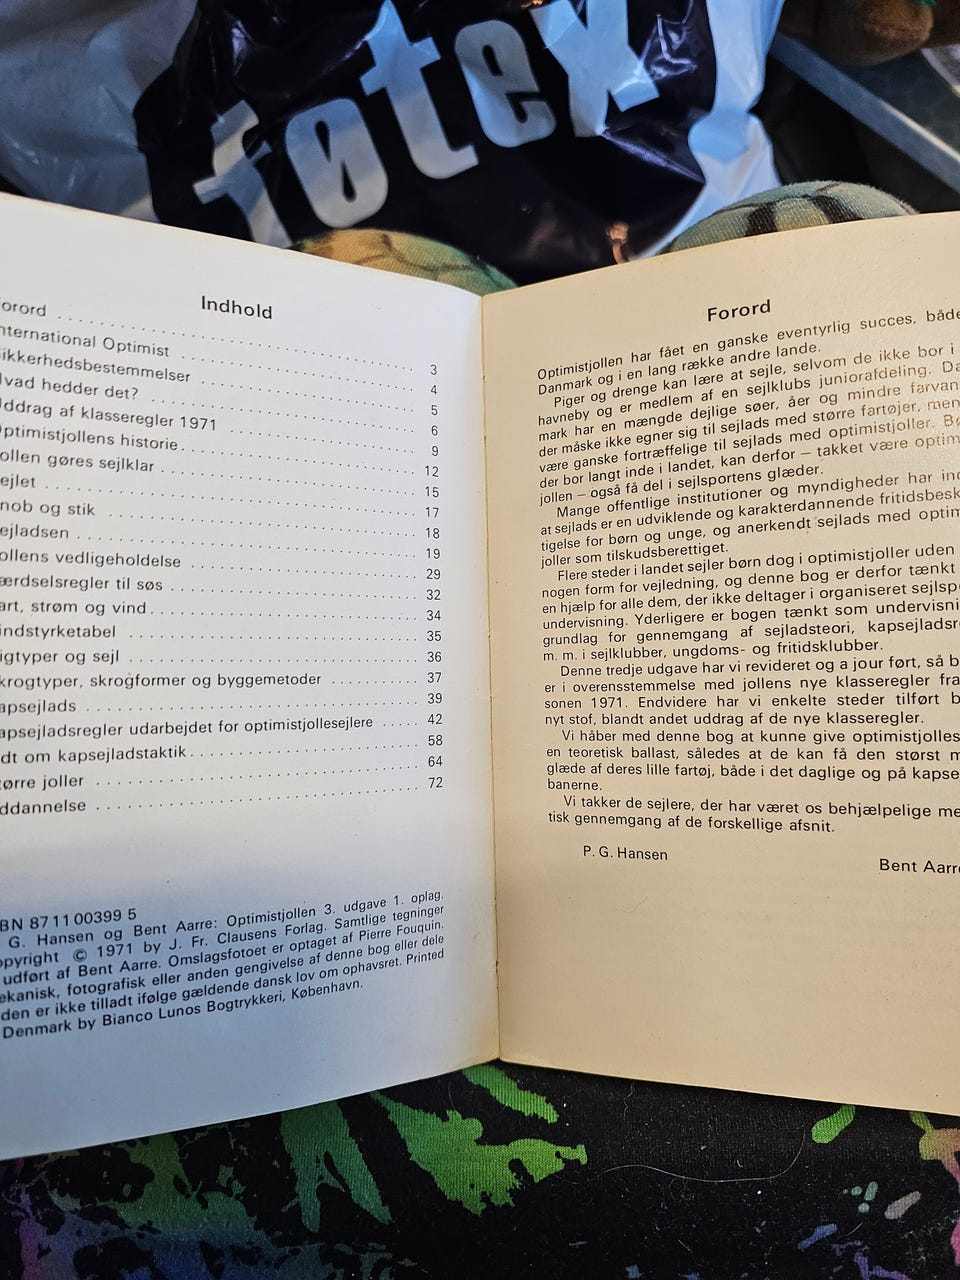 føtex
Indhold
orord 3
nternational Optimist 4
ikkerhedsbestemmelser 5
vad hedder det? 6
ddrag af klasseregler 1971 9
ptimistjollens historie 12
ollen gøres sejlklar 15
ejlet 17
nob og stik 18
ejladsen 19
ollens vedligeholdelse 29
ærdselsregler til søs 32
art, strøm og vind 34
indstyrketabel 35
igtyper og sejl 36
krogtyper, skrogformer og byggemetoder 37
apsejlads 39
apsejladsregler udarbejdet for optimistjollesejlere 42
dt om kapsejladstaktik 58
tørre joller 64
ddannelse 72
BN 87 11 00399 5
G. Hansen og Bent Aarre: Optimistjollen 3. udgave 1. oplag.
opyright © 1971 by J. Fr. Clausens Forlag. Samtlige tegninger
udført af Bent Aarre. Omslagsfotoet er optaget af Pierre Fouquin.
ekanisk, fotografisk eller anden gengivelse af denne bog eller dele
den er ikke tilladt ifølge gældende dansk lov om ophavsret. Printed
Denmark by Bianco Lunos Bogtrykkeri, København.
Forord
Optimistjollen har fået en ganske eventyrlig succes, både
Danmark og i en lang række andre lande.
Piger og drenge kan lære at sejle, selvom de ikke bor i
havneby og er medlem af en sejlklubs juniorafdeling. Da
mark har en mængde dejlige søer, åer og mindre farvan
der måske ikke egner sig til sejlads med større fartøjer, men
være ganske fortræffelige til sejlads med optimistjoller. Bø
der bor langt inde i landet, kan derfor – takket være optim
jollen – også få del i sejlsportens glæder.
Mange offentlige institutioner og myndigheder har ind
at sejlads er en udviklende og karakterdannende fritidsbesk
tigelse for børn og unge, og anerkendt sejlads med optim
joller som tilskudsberettiget.
Flere steder i landet sejler børn dog i optimistjoller uden
nogen form for vejledning, og denne bog er derfor tænkt
en hjælp for alle dem, der ikke deltager i organiseret sejlspo
undervisning. Yderligere er bogen tænkt som undervisni
grundlag for gennemgang af sejladsteori, kapsejladsre
m. m. i sejlklubber, ungdoms- og fritidsklubber.
Denne tredje udgave har vi revideret og a jour ført, så b
er i overensstemmelse med jollens nye klasseregler fra
sonen 1971. Endvidere har vi enkelte steder tilført b
nyt stof, blandt andet uddrag af de nye klasseregler.
Vi håber med denne bog at kunne give optimistjolles
en teoretisk ballast, således at de kan få den størst m
glæde af deres lille fartøj, både i det daglige og på kapse
banerne.
Vi takker de sejlere, der har været os behjælpelige me
tisk gennemgang af de forskellige afsnit.
P. G. Hansen
Bent Aarre